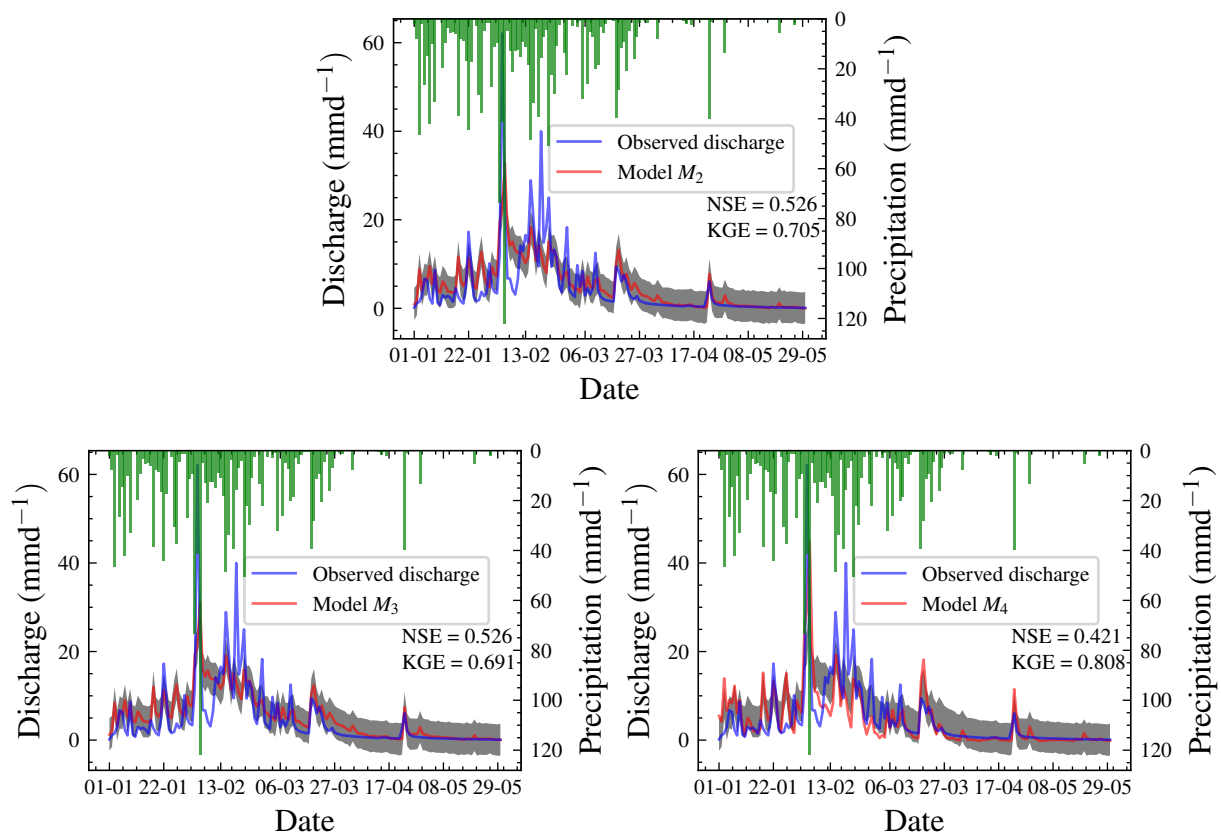 Discharge (mmd⁻¹)
60
40
20
0
0
20
40
60
80
100
120
Precipitation (mmd⁻¹)
Observed discharge
Model M₂
NSE = 0.526
KGE = 0.705
01-01 22-01 13-02 06-03 27-03 17-04 08-05 29-05
Date
Discharge (mmd⁻¹)
60
40
20
0
0
20
40
60
80
100
120
Precipitation (mmd⁻¹)
Observed discharge
Model M₃
NSE = 0.526
KGE = 0.691
01-01 22-01 13-02 06-03 27-03 17-04 08-05 29-05
Date
Discharge (mmd⁻¹)
60
40
20
0
0
20
40
60
80
100
120
Precipitation (mmd⁻¹)
Observed discharge
Model M₄
NSE = 0.421
KGE = 0.808
01-01 22-01 13-02 06-03 27-03 17-04 08-05 29-05
Date